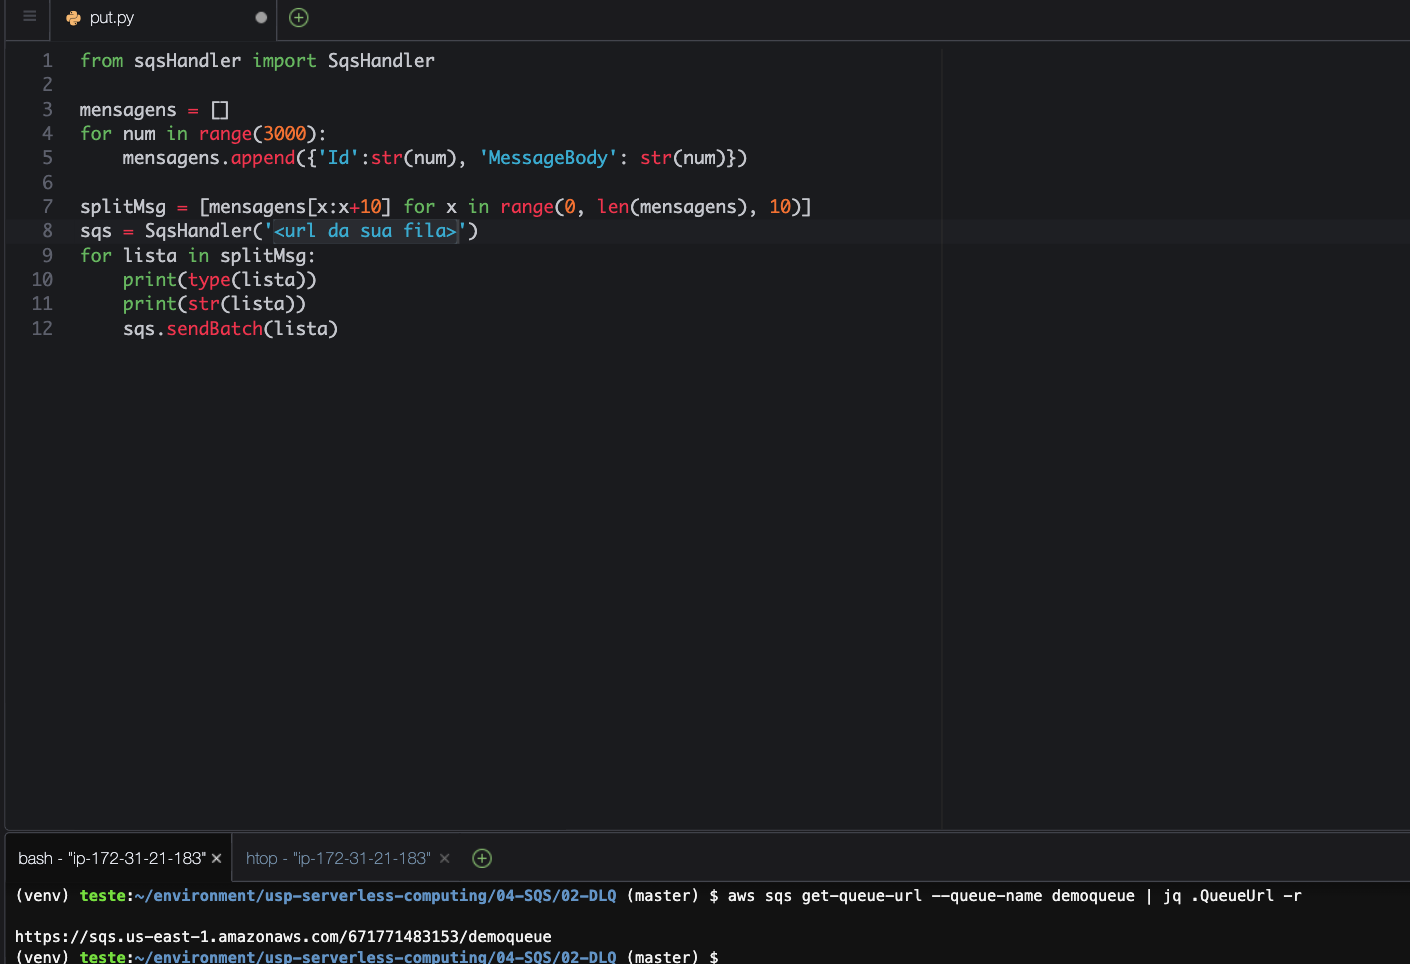 put.py
1 from sqsHandler import SqsHandler
2
3 mensagens = []
4 for num in range(3000):
5     mensagens.append({'Id':str(num), 'MessageBody': str(num)})
6
7 splitMsg = [mensagens[x:x+10] for x in range(0, len(mensagens), 10)]
8 sqs = SqsHandler('<url da sua fila>')
9 for lista in splitMsg:
10     print(type(lista))
11     print(str(lista))
12     sqs.sendBatch(lista)
bash - "ip-172-31-21-183" × htop - "ip-172-31-21-183" ×
(venv) teste:~/environment/usp-serverless-computing/04-SQS/02-DLQ (master) $ aws sqs get-queue-url --queue-name demoqueue | jq .QueueUrl -r
https://sqs.us-east-1.amazonaws.com/671771483153/demoqueue
(venv) teste:~/environment/usp-serverless-computing/04-SQS/02-DLQ (master) $